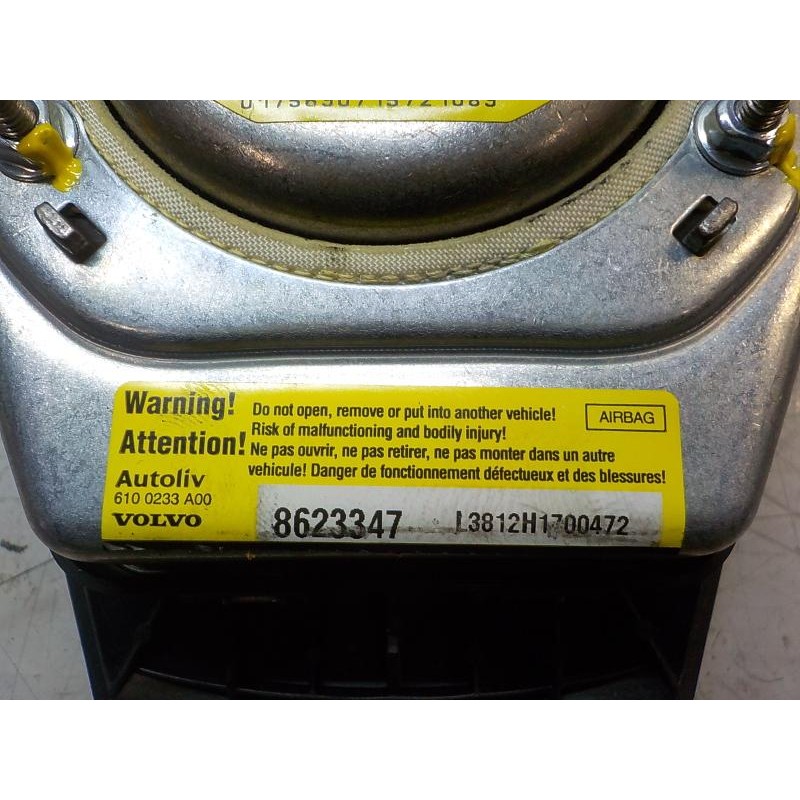 Warning! Do not open, remove or put into another vehicle!
Risk of malfunctioning and bodily injury!
AIRBAG
Attention! Ne pas ouvrir, ne pas retirer, ne pas monter dans un autre
vehicule! Danger de fonctionnement défectueux et des blessures!
Autoliv
610 0233 A00
VOLVO
8623347 L3812H1700472